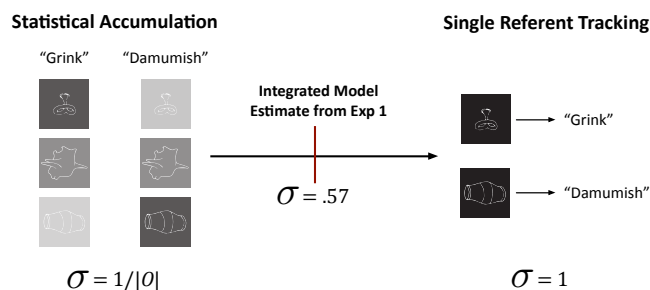 Statistical Accumulation
Single Referent Tracking
“Grink” “Damumish”
Integrated Model
Estimate from Exp 1
“Grink”
“Damumish”
σ = .57
σ = 1/|O|
σ = 1